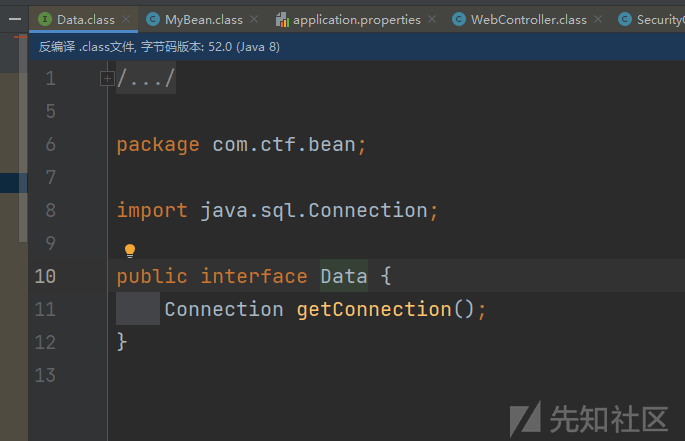 Data.class × MyBean.class × application.properties × WebController.class × Security
反编译 .class文件, 字节码版本: 52.0 (Java 8)
1 /.../
5
6 package com.ctf.bean;
7
8 import java.sql.Connection;
9
10 public interface Data {
11 Connection getConnection();
12 }
13
先知社区